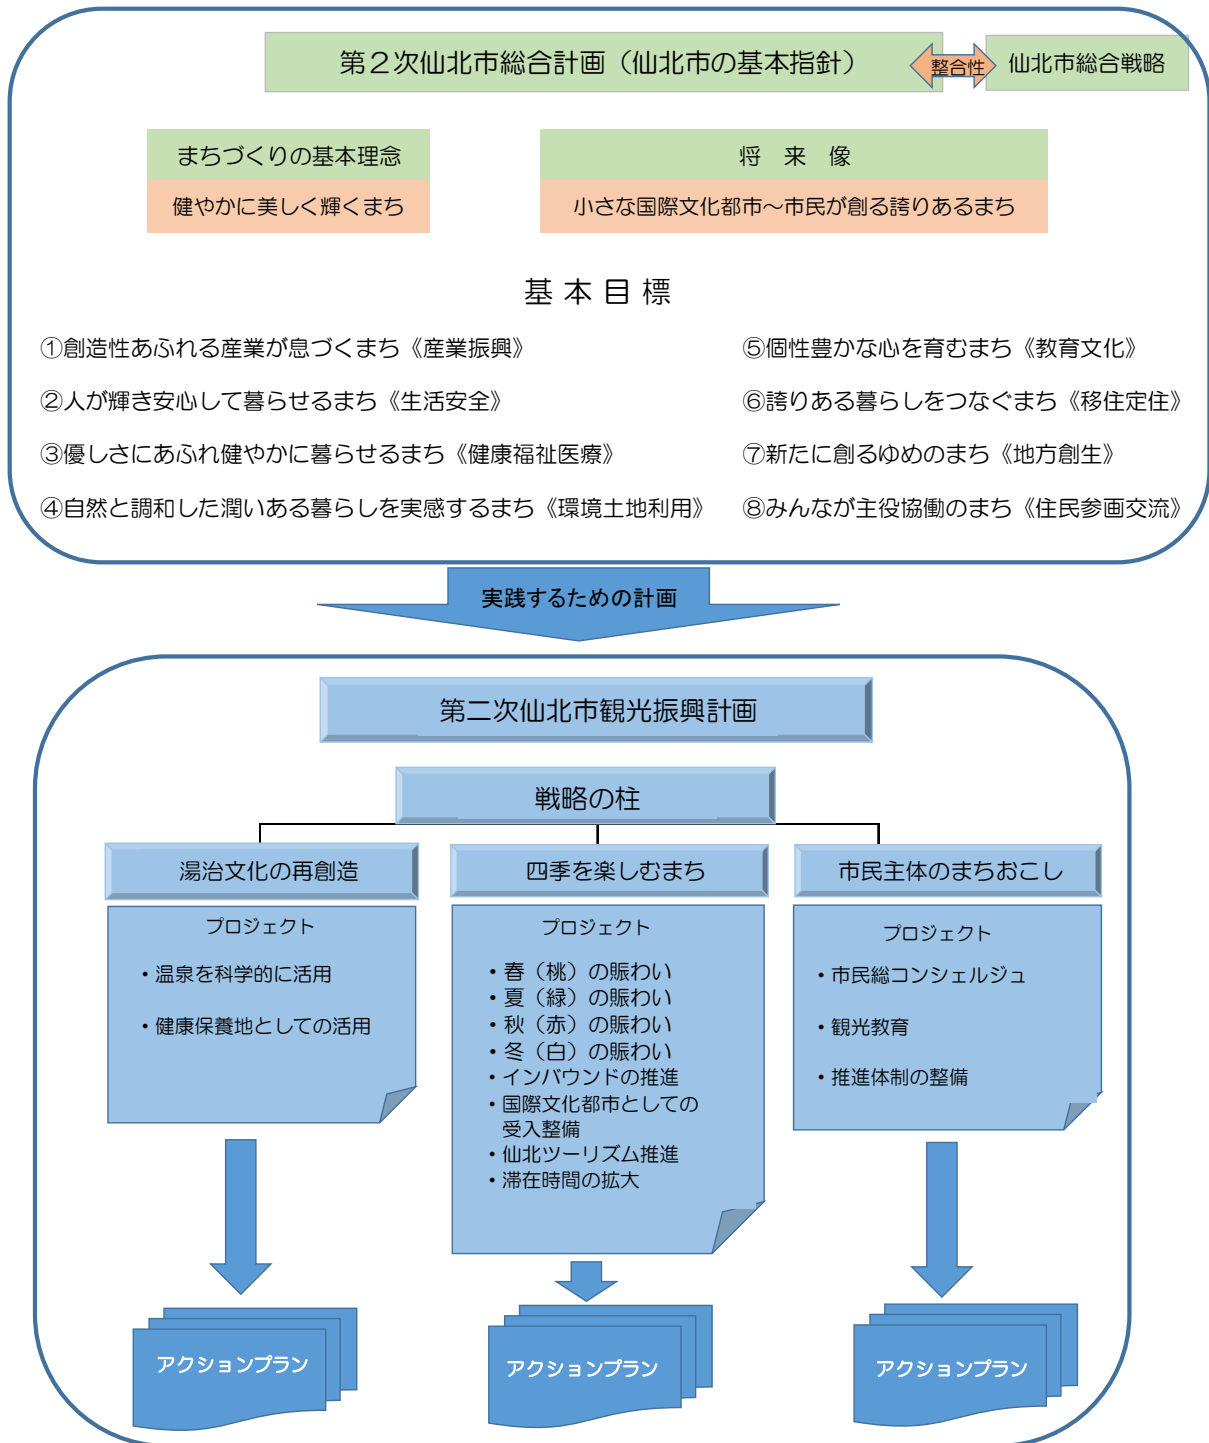 第２次仙北市総合計画（仙北市の基本指針）
整合性
仙北市総合戦略
まちづくりの基本理念
健やかに美しく輝くまち
将　来　像
小さな国際文化都市～市民が創る誇りあるまち
基 本 目 標
①創造性あふれる産業が息づくまち《産業振興》
②人が輝き安心して暮らせるまち《生活安全》
③優しさにあふれ健やかに暮らせるまち《健康福祉医療》
④自然と調和した潤いある暮らしを実感するまち《環境土地利用》
⑤個性豊かな心を育むまち《教育文化》
⑥誇りある暮らしをつなぐまち《移住定住》
⑦新たに創るゆめのまち《地方創生》
⑧みんなが主役協働のまち《住民参画交流》
実践するための計画
第二次仙北市観光振興計画
戦略の柱
湯治文化の再創造
プロジェクト
・温泉を科学的に活用
・健康保養地としての活用
アクションプラン
四季を楽しむまち
プロジェクト
・春（桃）の賑わい
・夏（緑）の賑わい
・秋（赤）の賑わい
・冬（白）の賑わい
・インバウンドの推進
・国際文化都市としての
受入整備
・仙北ツーリズム推進
・滞在時間の拡大
アクションプラン
市民主体のまちおこし
プロジェクト
・市民総コンシェルジュ
・観光教育
・推進体制の整備
アクションプラン